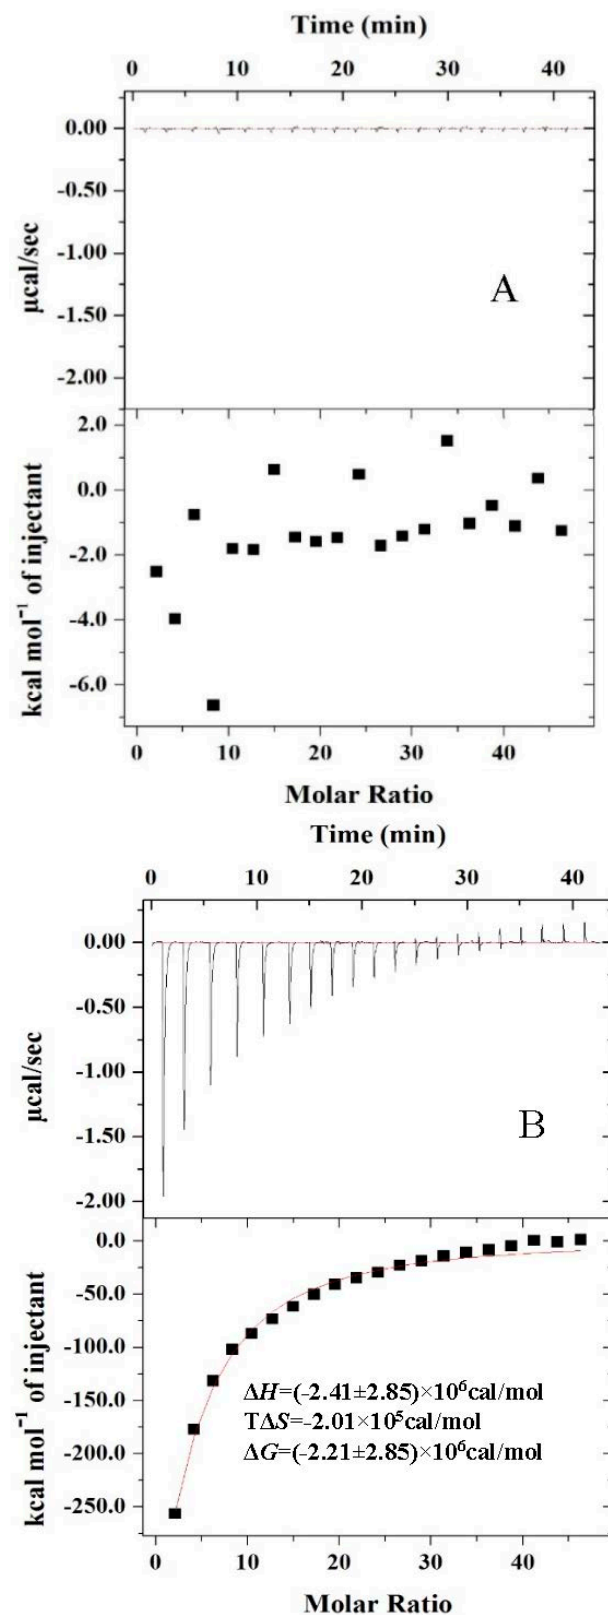 Time (min)
0 10 20 30 40
0.00
-0.50
-1.00
-1.50
-2.00
µcal/sec
A
2.0
0.0
-2.0
-4.0
-6.0
kcal mol⁻¹ of injectant
0 10 20 30 40
Molar Ratio
Time (min)
0 10 20 30 40
0.00
-0.50
-1.00
-1.50
-2.00
µcal/sec
B
0.0
-50.0
-100.0
-150.0
-200.0
-250.0
kcal mol⁻¹ of injectant
ΔH=(-2.41±2.85)×10⁶cal/mol
TΔS=-2.01×10⁵cal/mol
ΔG=(-2.21±2.85)×10⁶cal/mol
0 10 20 30 40
Molar Ratio